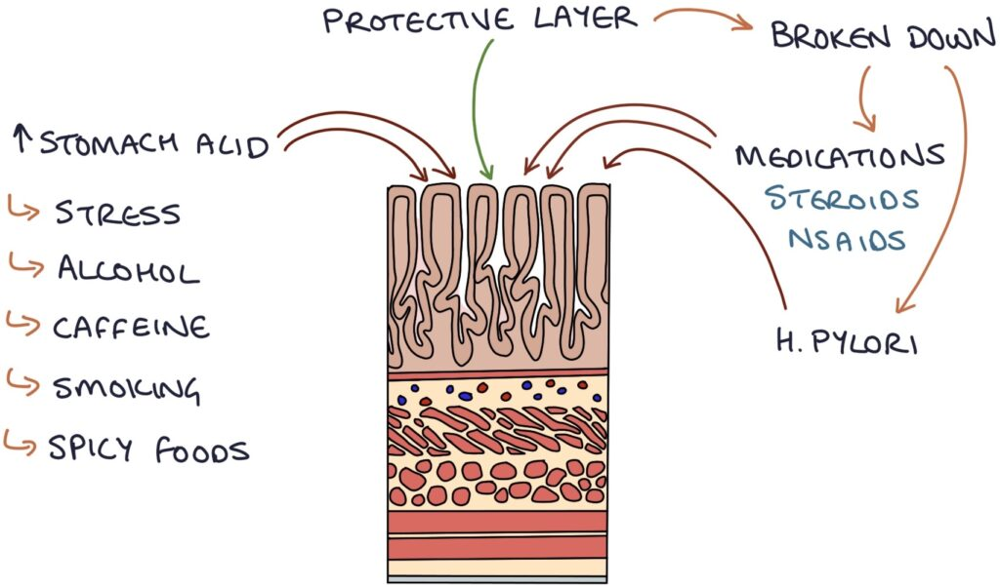 PROTECTIVE LAYER
BROKEN DOWN
↑ STOMACH ACID
STRESS
ALCOHOL
CAFFEINE
SMOKING
SPICY FOODS
MEDICATIONS
STEROIDS
NSAIDS
H. PYLORI